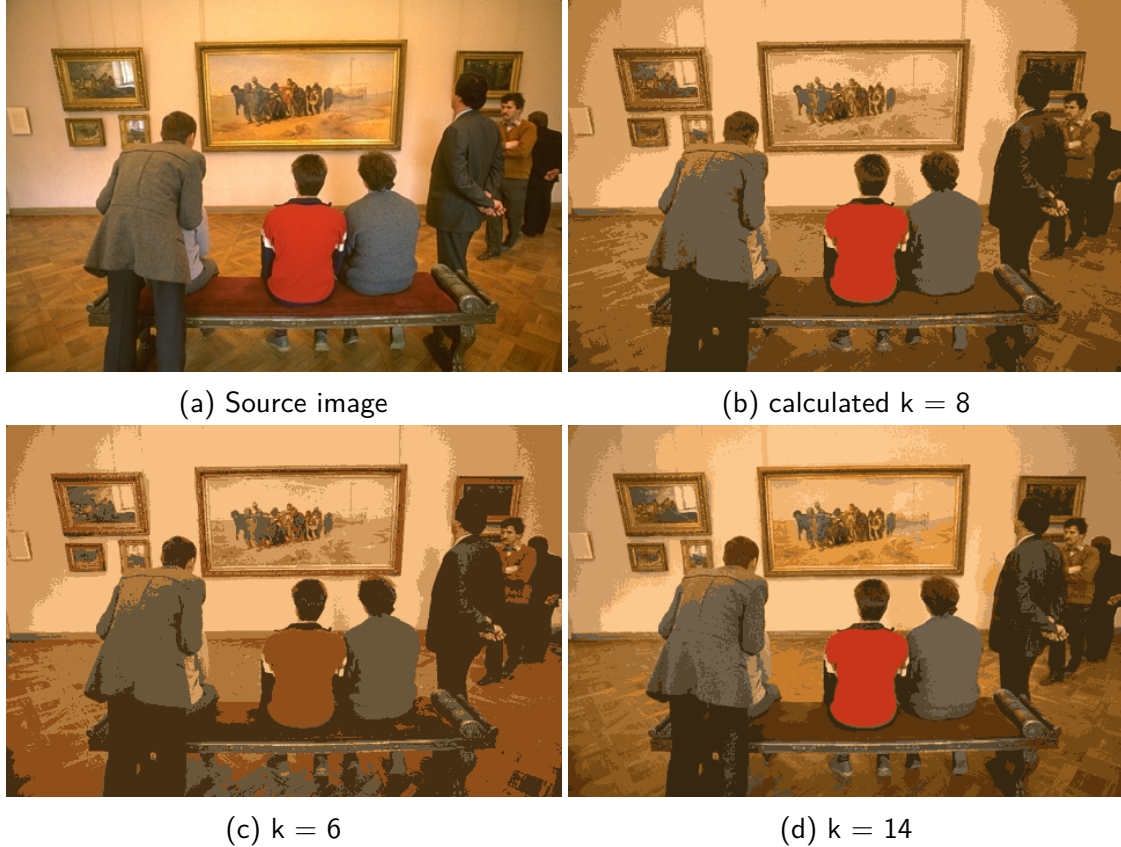 (a) Source image
(b) calculated k = 8
(c) k = 6
(d) k = 14